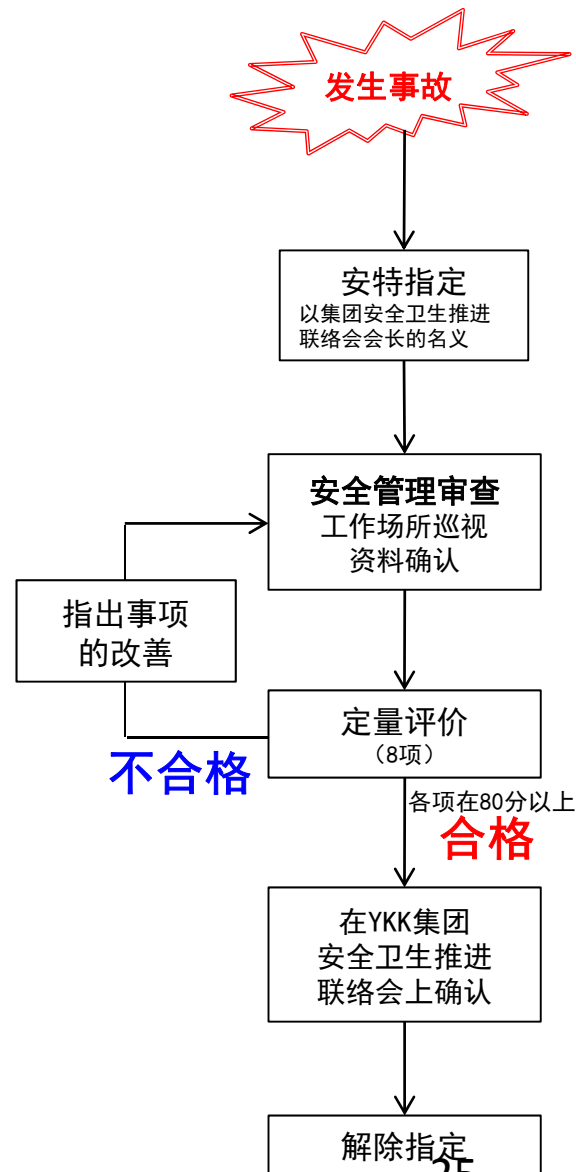 发生事故
安特指定
以集团安全卫生推进
联络会会长的名义
安全管理审查
工作场所巡视
资料确认
指出事项
的改善
定量评价
（8项）
不合格
各项在80分以上
合格
在YKK集团
安全卫生推进
联络会上确认
解除指定
25